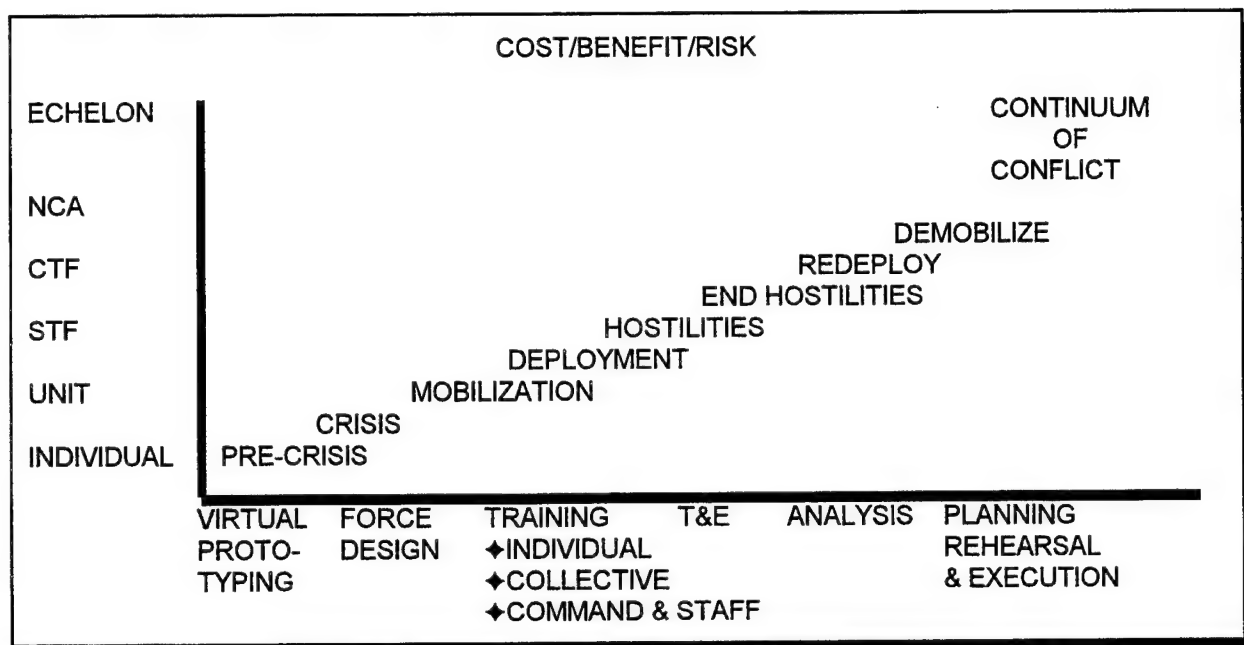 COST/BENEFIT/RISK
ECHELON
CONTINUUM
OF
CONFLICT
NCA
DEMOBILIZE
CTF
REDEPLOY
END HOSTILITIES
STF
HOSTILITIES
DEPLOYMENT
UNIT
MOBILIZATION
CRISIS
INDIVIDUAL
PRE-CRISIS
VIRTUAL FORCE TRAINING T&E ANALYSIS PLANNING
PROTO- DESIGN ✦INDIVIDUAL REHEARSAL
TYPING ✦COLLECTIVE & EXECUTION
✦COMMAND & STAFF